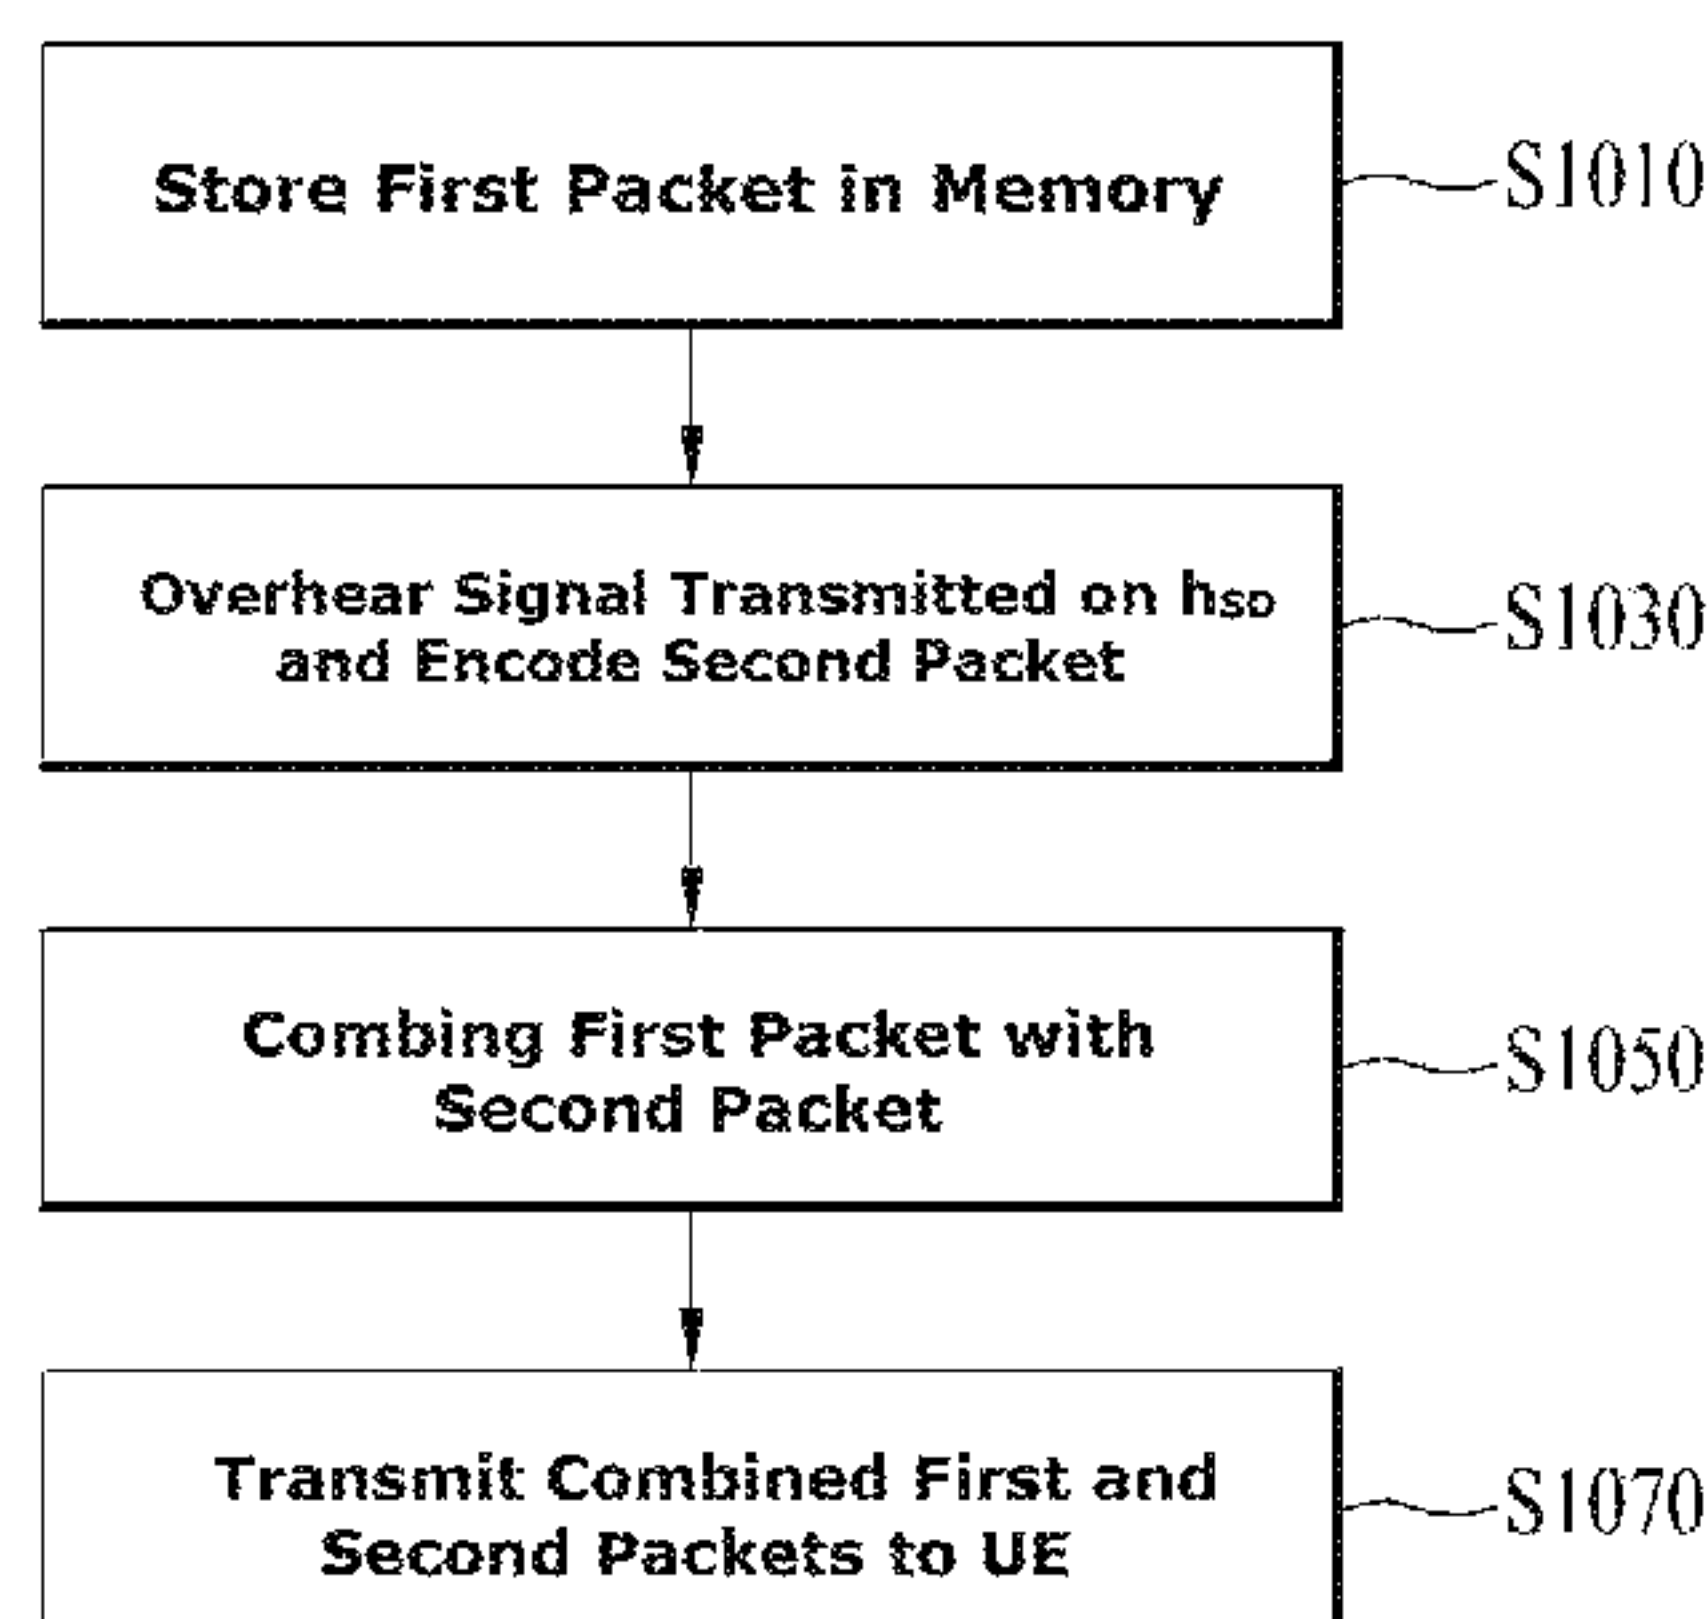 Store First Packet in Memory
S1010
Overhear Signal Transmitted on hSD
and Encode Second Packet
S1030
Combing First Packet with
Second Packet
S1050
Transmit Combined First and
Second Packets to UE
S1070